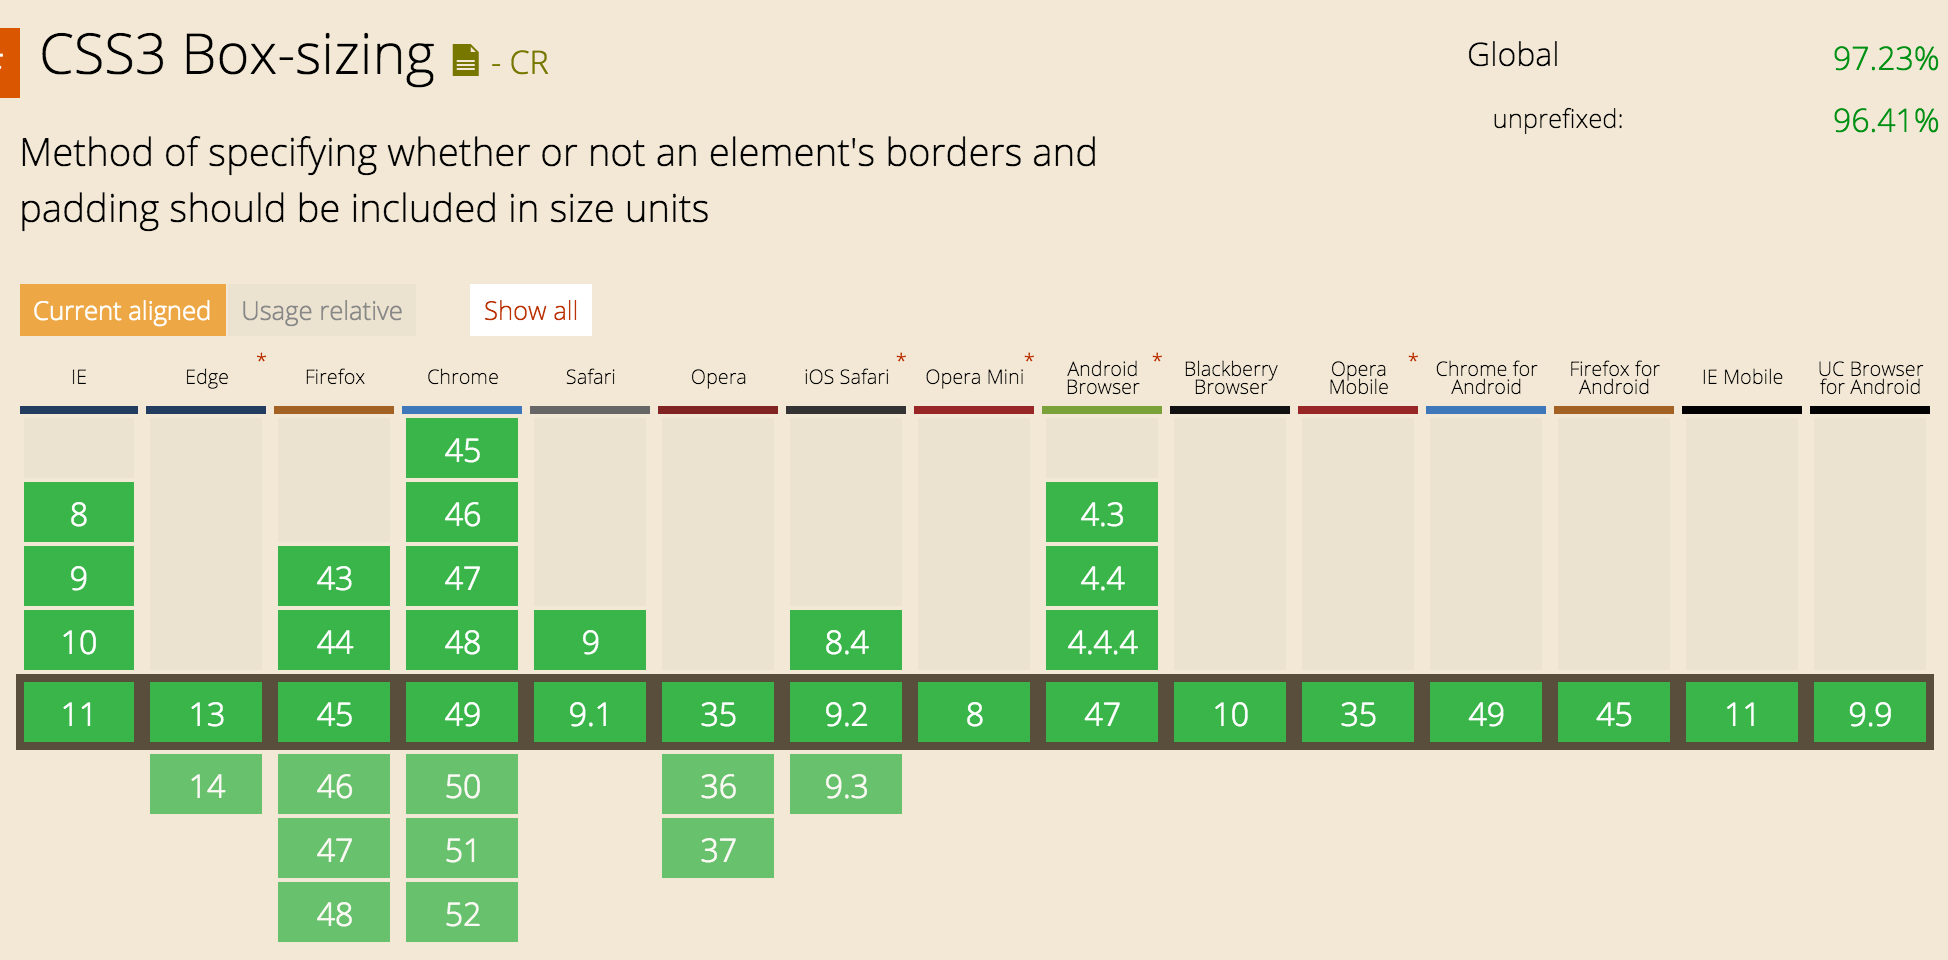 CSS3 Box-sizing - CR
Global 97.23%
unprefixed: 96.41%
Method of specifying whether or not an element's borders and
padding should be included in size units
Current aligned Usage relative Show all
IE Edge * Firefox Chrome Safari Opera iOS Safari * Opera Mini * Android Browser * Blackberry Browser Opera Mobile * Chrome for Android Firefox for Android IE Mobile UC Browser for Android
45
8 46 4.3
9 43 47 4.4
10 44 48 9 8.4 4.4.4
11 13 45 49 9.1 35 9.2 8 47 10 35 49 45 11 9.9
14 46 50 36 9.3
47 51 37
48 52